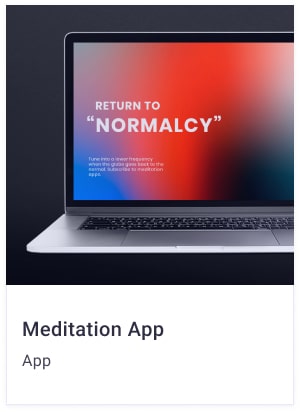 RETURN TO
“NORMALCY”
Tune into a lower frequency
when the globe goes back to the
normal. Subscribe to meditation
apps.
Meditation App
App